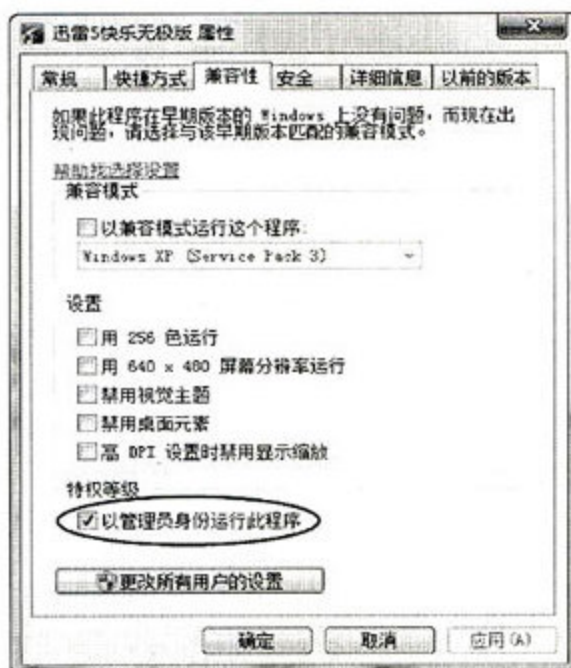 迅雷5快乐无极版 属性
常规 快捷方式 兼容性 安全 详细信息 以前的版本
如果此程序在早期版本的 Windows 上没有问题，而现在出
现问题，请选择与该早期版本匹配的兼容模式。
帮助我选择设置
兼容模式
以兼容模式运行这个程序:
Windows XP (Service Pack 3)
设置
用 256 色运行
用 640 x 480 屏幕分辨率运行
禁用视觉主题
禁用桌面元素
高 DPI 设置时禁用显示缩放
特权等级
以管理员身份运行此程序
更改所有用户的设置
确定 取消 应用(A)